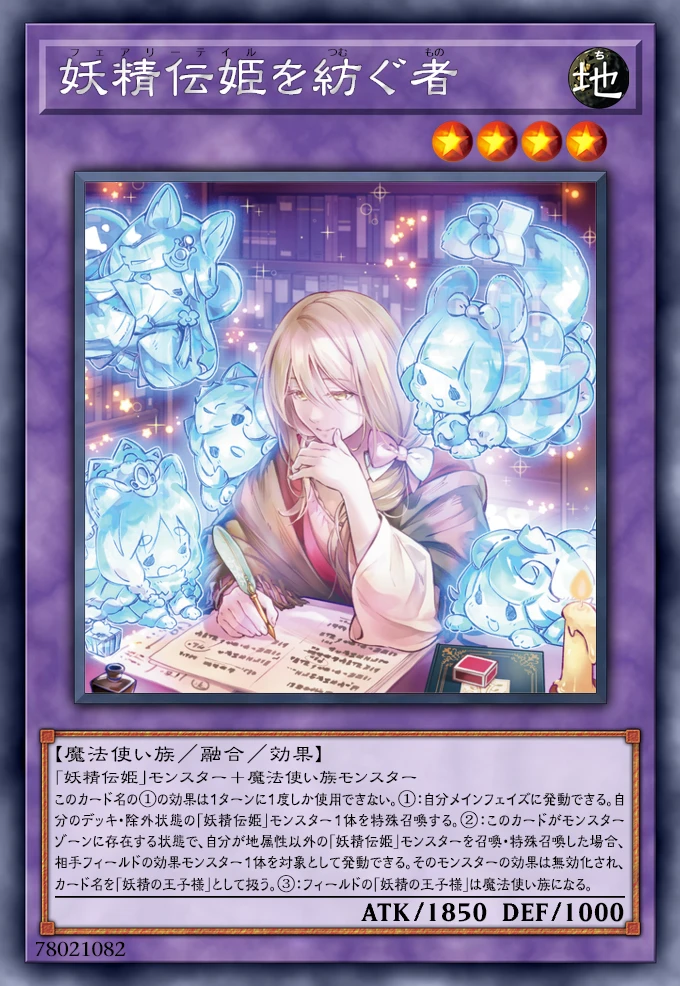 フェアリーテイル つむ もの
妖精伝姫を紡ぐ者
ち
地
【魔法使い族／融合／効果】
「妖精伝姫」モンスター＋魔法使い族モンスター
このカード名の①の効果は1ターンに1度しか使用できない。①：自分メインフェイズに発動できる。自
分のデッキ・除外状態の「妖精伝姫」モンスター1体を特殊召喚する。②：このカードがモンスター
ゾーンに存在する状態で、自分が地属性以外の「妖精伝姫」モンスターを召喚・特殊召喚した場合、
相手フィールドの効果モンスター1体を対象として発動できる。そのモンスターの効果は無効化され、
カード名を「妖精の王子様」として扱う。③：フィールドの「妖精の王子様」は魔法使い族になる。
ATK/1850 DEF/1000
78021082